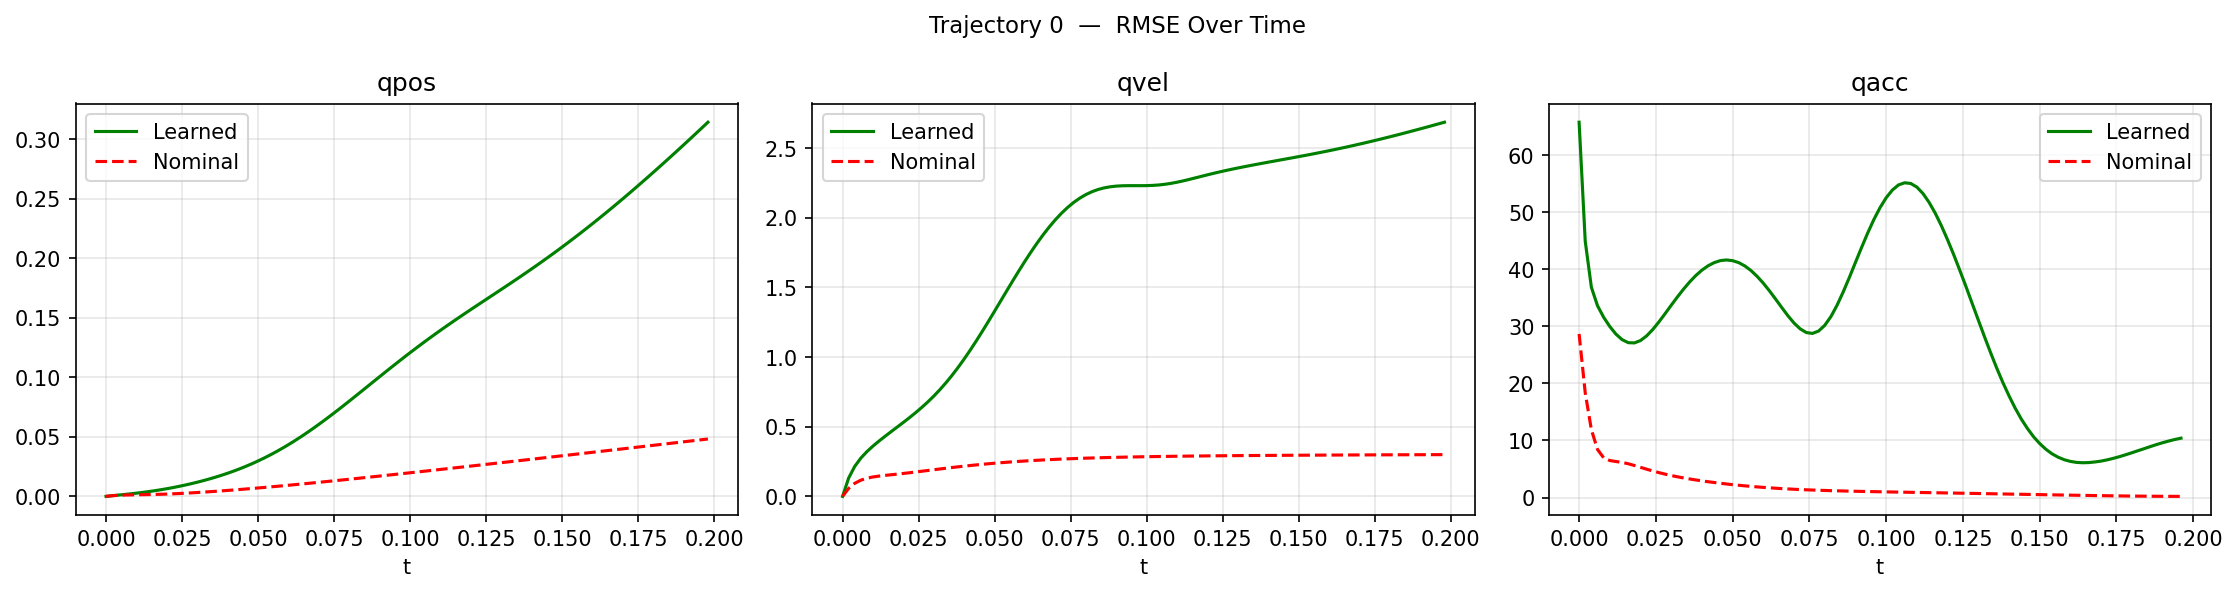 Trajectory 0 — RMSE Over Time
qpos
Learned
Nominal
0.30
0.25
0.20
0.15
0.10
0.05
0.00
0.000 0.025 0.050 0.075 0.100 0.125 0.150 0.175 0.200
t
qvel
Learned
Nominal
2.5
2.0
1.5
1.0
0.5
0.0
0.000 0.025 0.050 0.075 0.100 0.125 0.150 0.175 0.200
t
qacc
Learned
Nominal
60
50
40
30
20
10
0
0.000 0.025 0.050 0.075 0.100 0.125 0.150 0.175 0.200
t